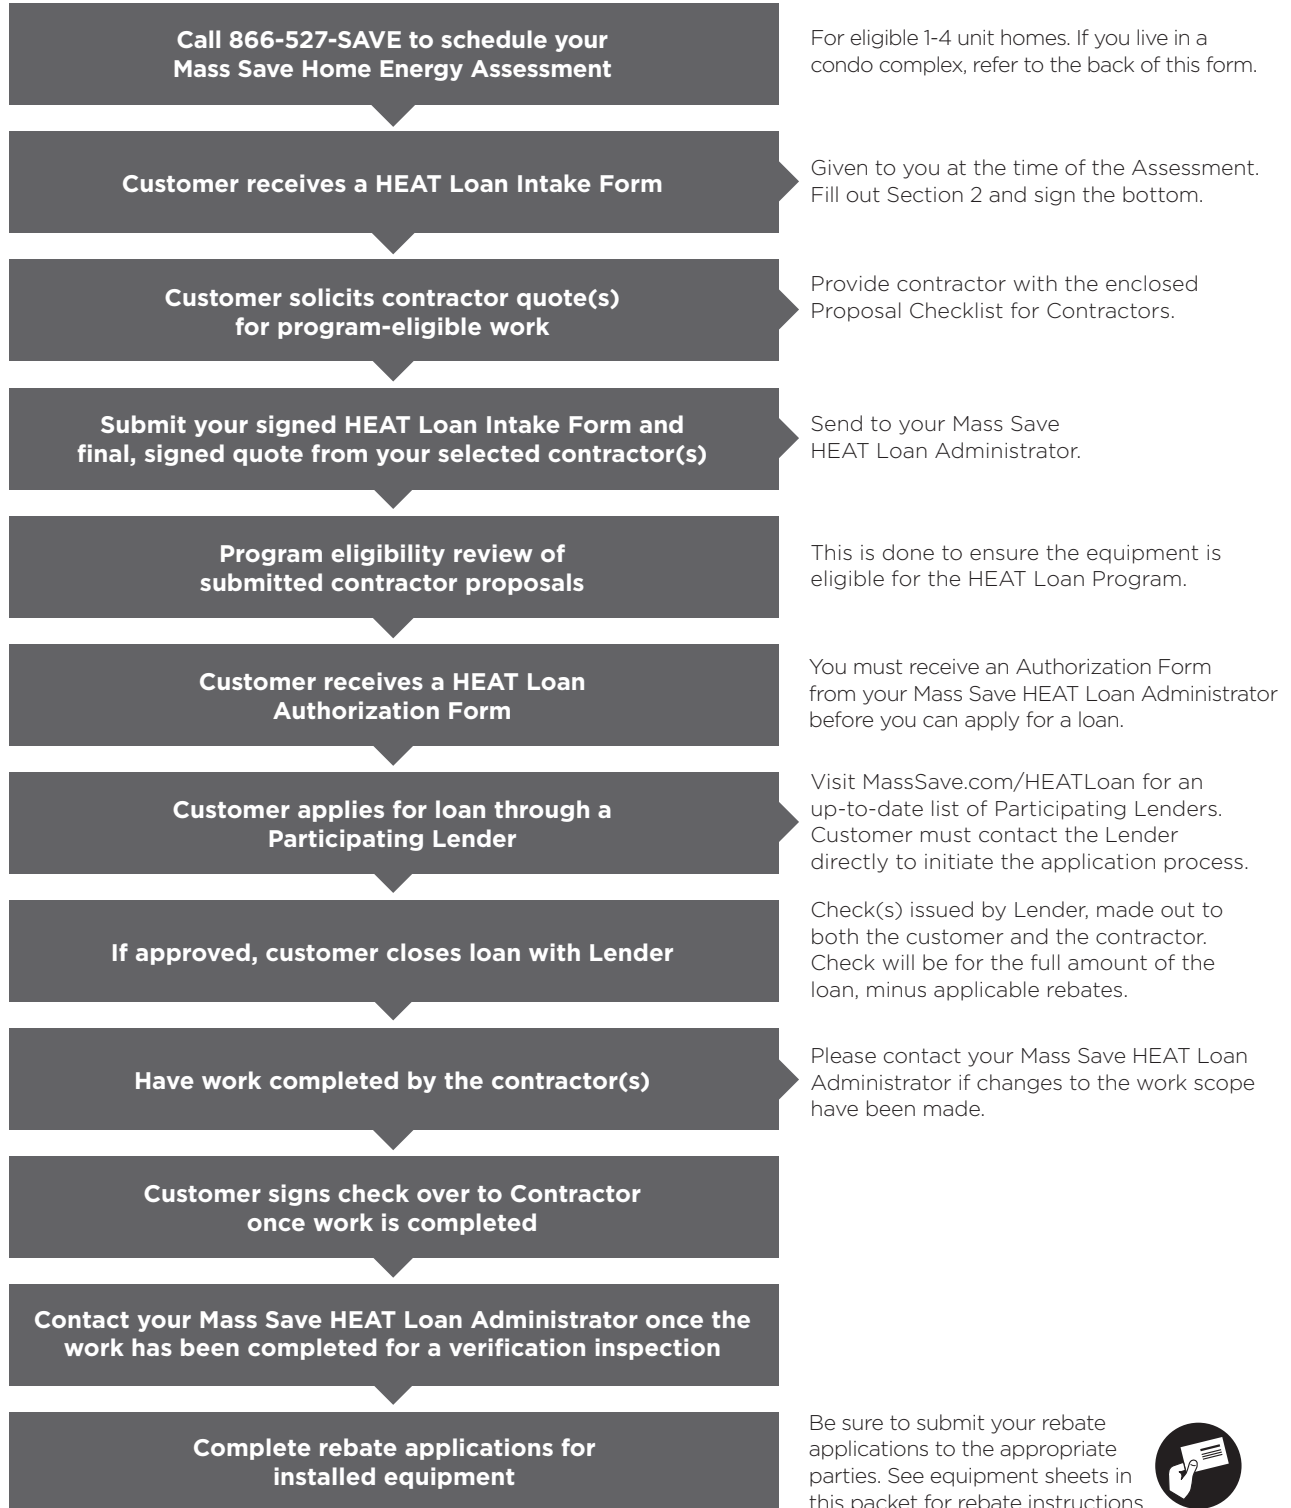 Call 866-527-SAVE to schedule your
Mass Save Home Energy Assessment
For eligible 1-4 unit homes. If you live in a
condo complex, refer to the back of this form.
Customer receives a HEAT Loan Intake Form
Given to you at the time of the Assessment.
Fill out Section 2 and sign the bottom.
Customer solicits contractor quote(s)
for program-eligible work
Provide contractor with the enclosed
Proposal Checklist for Contractors.
Submit your signed HEAT Loan Intake Form and
final, signed quote from your selected contractor(s)
Send to your Mass Save
HEAT Loan Administrator.
Program eligibility review of
submitted contractor proposals
This is done to ensure the equipment is
eligible for the HEAT Loan Program.
Customer receives a HEAT Loan
Authorization Form
You must receive an Authorization Form
from your Mass Save HEAT Loan Administrator
before you can apply for a loan.
Customer applies for loan through a
Participating Lender
Visit MassSave.com/HEATLoan for an
up-to-date list of Participating Lenders.
Customer must contact the Lender
directly to initiate the application process.
If approved, customer closes loan with Lender
Check(s) issued by Lender, made out to
both the customer and the contractor.
Check will be for the full amount of the
loan, minus applicable rebates.
Have work completed by the contractor(s)
Please contact your Mass Save HEAT Loan
Administrator if changes to the work scope
have been made.
Customer signs check over to Contractor
once work is completed
Contact your Mass Save HEAT Loan Administrator once the
work has been completed for a verification inspection
Complete rebate applications for
installed equipment
Be sure to submit your rebate
applications to the appropriate
parties. See equipment sheets in
this packet for rebate instructions